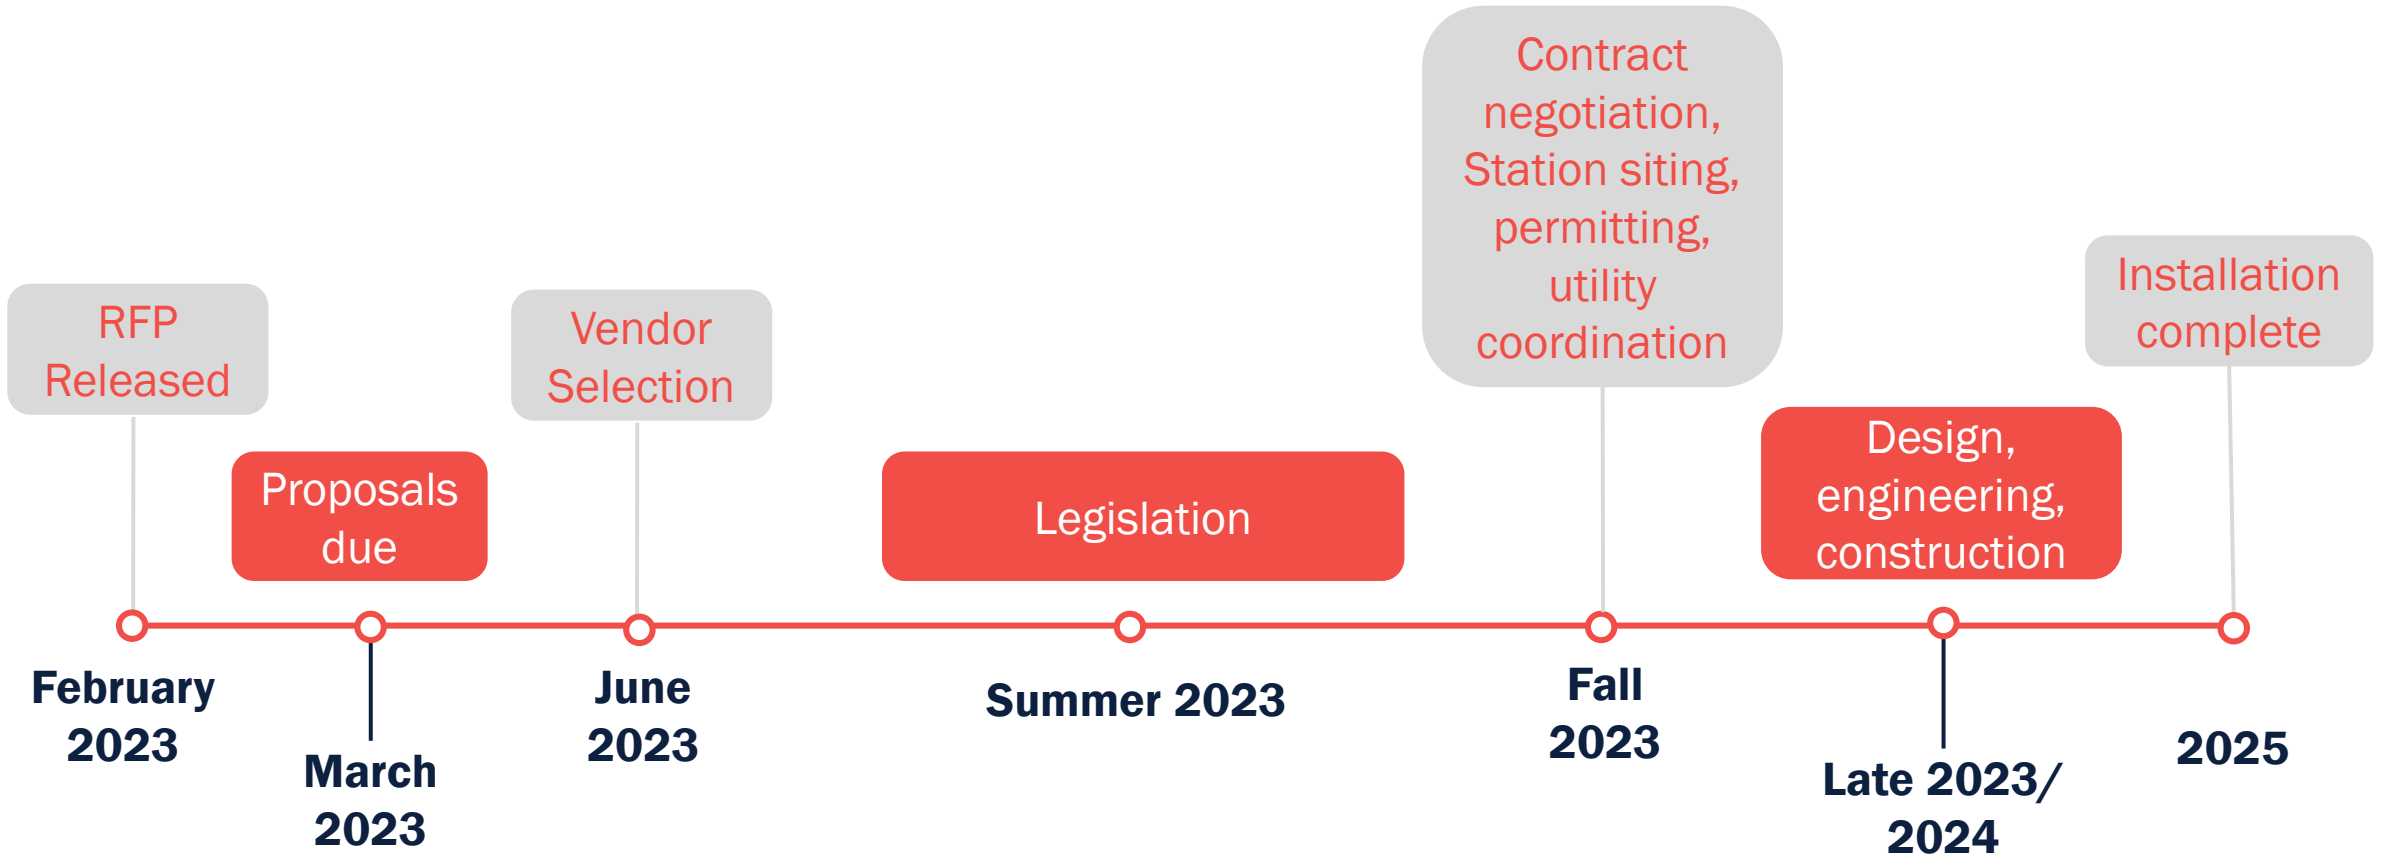 RFP
Released
Proposals
due
Vendor
Selection
Legislation
Contract
negotiation,
Station siting,
permitting,
utility
coordination
Design,
engineering,
construction
Installation
complete
February
2023
March
2023
June
2023
Summer 2023
Fall
2023
Late 2023/
2024
2025